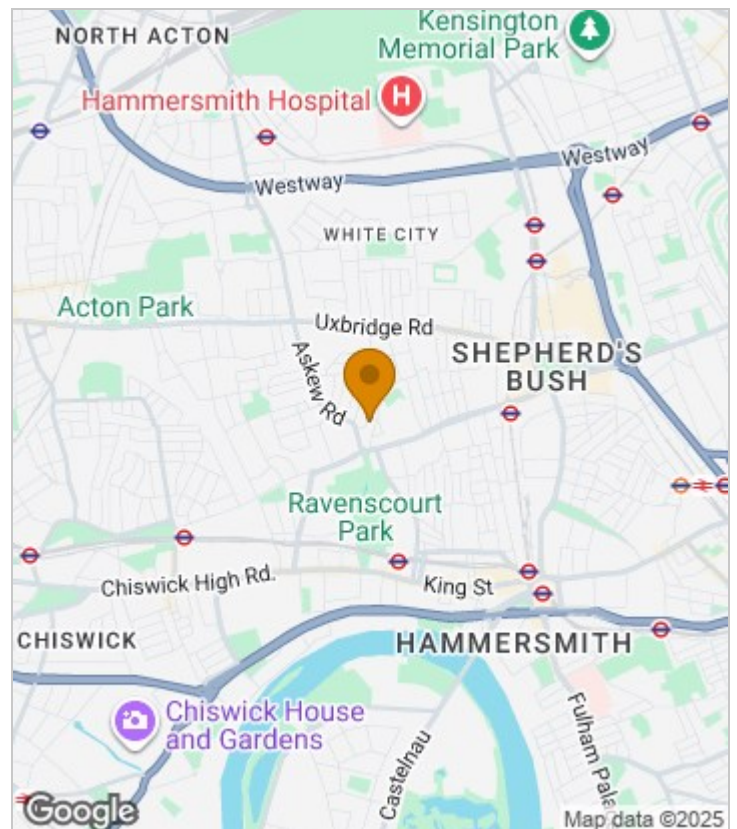 NORTH ACTON
Kensington
Memorial Park
Hammersmith Hospital
H
Westway
Westway
WHITE CITY
Acton Park
Uxbridge Rd
Askew Rd
SHEPHERD'S
BUSH
Ravenscourt
Park
Chiswick High Rd.
King St
CHISWICK
HAMMERSMITH
Chiswick House
and Gardens
Castelnau
Fulham Pala
Google
Map data ©2025